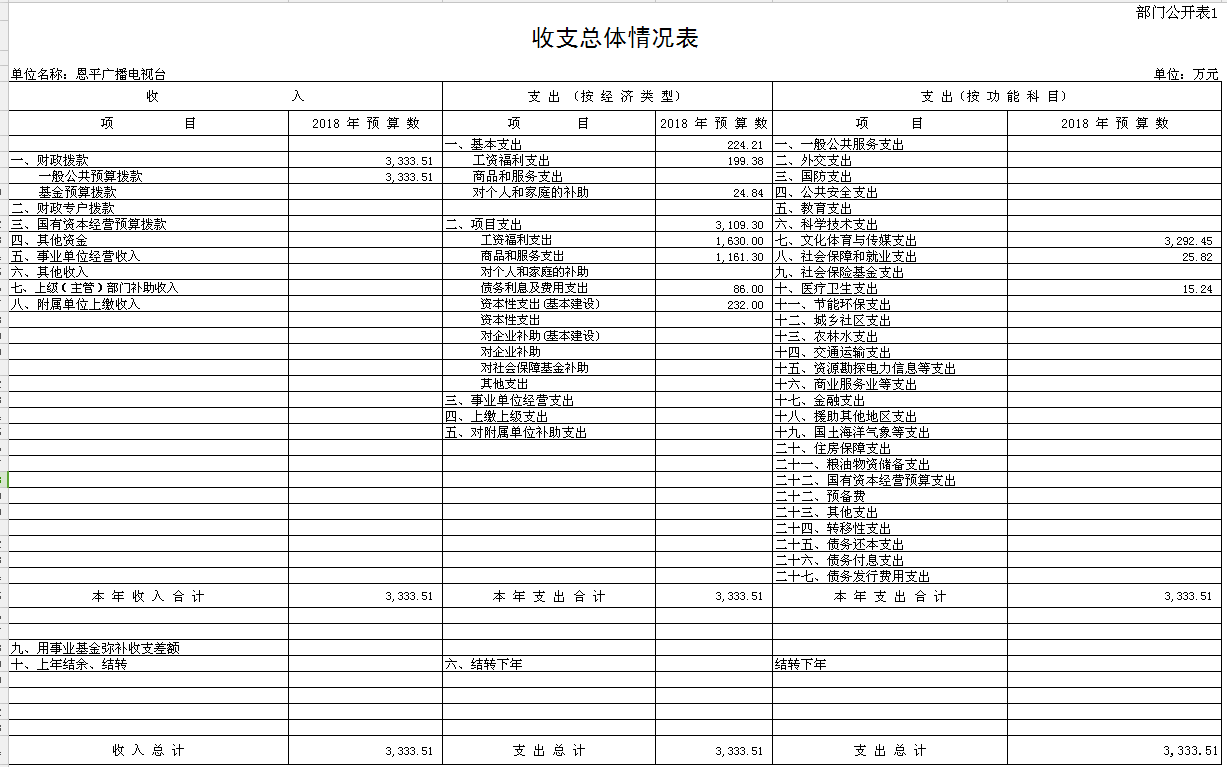 部门公开表1
收支总体情况表
单位名称：恩平广播电视台 单位：万元
收 入 支 出 （按 经 济 类 型） 支 出（按 功 能 科 目）
项 目 2018 年 预 算 数 项 目 2018 年 预 算 数 项 目 2018 年 预 算 数
一、基本支出 224.21 一、一般公共服务支出
一、财政拨款 3,333.51 工资福利支出 199.38 二、外交支出
一般公共预算拨款 3,333.51 商品和服务支出 三、国防支出
基金预算拨款 对个人和家庭的补助 24.84 四、公共安全支出
二、财政专户拨款 五、教育支出
三、国有资本经营预算拨款 二、项目支出 3,109.30 六、科学技术支出
四、其他资金 工资福利支出 1,630.00 七、文化体育与传媒支出 3,292.45
五、事业单位经营收入 商品和服务支出 1,161.30 八、社会保障和就业支出 25.82
六、其他收入 对个人和家庭的补助 九、社会保险基金支出
七、上级（主管）部门补助收入 债务利息及费用支出 86.00 十、医疗卫生支出 15.24
八、附属单位上缴收入 资本性支出(基本建设) 232.00 十一、节能环保支出
资本性支出 十二、城乡社区支出
对企业补助(基本建设) 十三、农林水支出
对企业补助 十四、交通运输支出
对社会保障基金补助 十五、资源勘探电力信息等支出
其他支出 十六、商业服务业等支出
三、事业单位经营支出 十七、金融支出
四、上缴上级支出 十八、援助其他地区支出
五、对附属单位补助支出 十九、国土海洋气象等支出
二十、住房保障支出
二十一、粮油物资储备支出
二十二、国有资本经营预算支出
二十二、预备费
二十三、其他支出
二十四、转移性支出
二十五、债务还本支出
二十六、债务付息支出
二十七、债务发行费用支出
本 年 收 入 合 计 3,333.51 本 年 支 出 合 计 3,333.51 本 年 支 出 合 计 3,333.51
九、用事业基金弥补收支差额
十、上年结余、结转 六、结转下年 结转下年
收 入 总 计 3,333.51 支 出 总 计 3,333.51 支 出 总 计 3,333.51